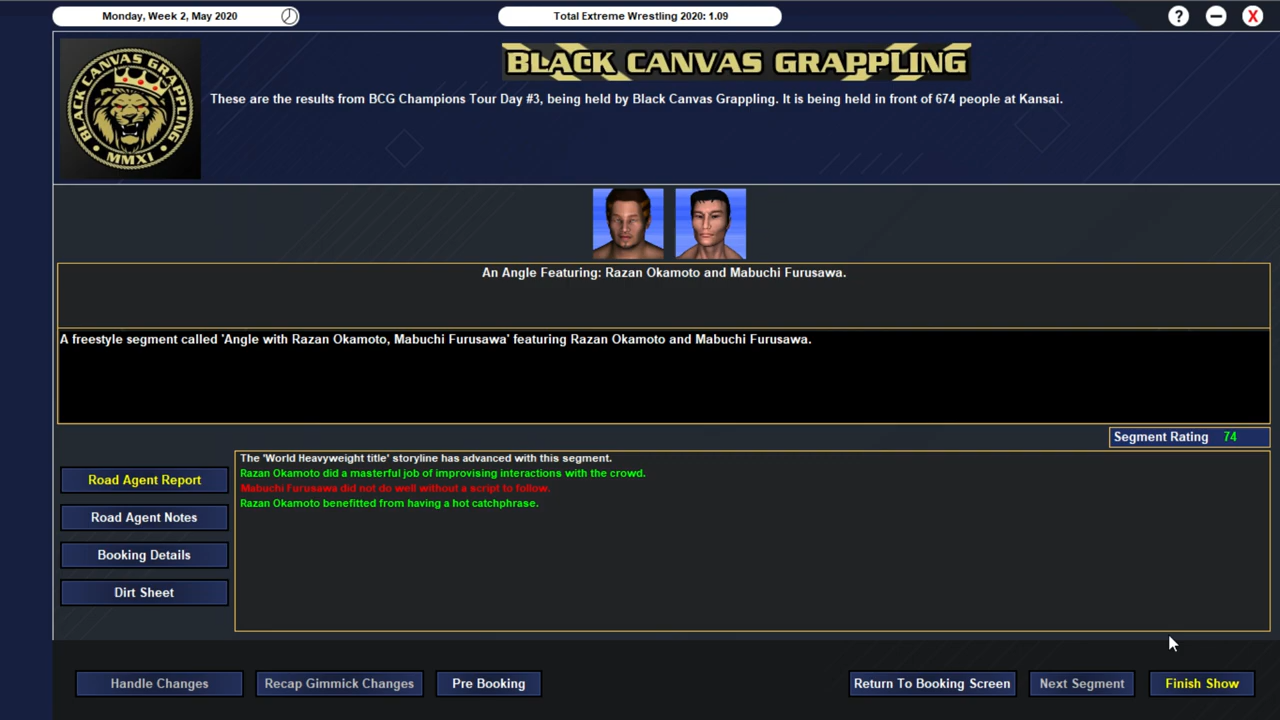 Monday, Week 2, May 2020
Total Extreme Wrestling 2020: 1.09
?
X
BLACK CANVAS GRAPPLING
MMXI
BLACK CANVAS GRAPPLING
These are the results from BCG Champions Tour Day #3, being held by Black Canvas Grappling. It is being held in front of 674 people at Kansai.
An Angle Featuring: Razan Okamoto and Mabuchi Furusawa.
A freestyle segment called 'Angle with Razan Okamoto, Mabuchi Furusawa' featuring Razan Okamoto and Mabuchi Furusawa.
Segment Rating 74
Road Agent Report
Road Agent Notes
Booking Details
Dirt Sheet
The 'World Heavyweight title' storyline has advanced with this segment.
Razan Okamoto did a masterful job of improvising interactions with the crowd.
Mabuchi Furusawa did not do well without a script to follow.
Razan Okamoto benefitted from having a hot catchphrase.
Handle Changes
Recap Gimmick Changes
Pre Booking
Return To Booking Screen
Next Segment
Finish Show